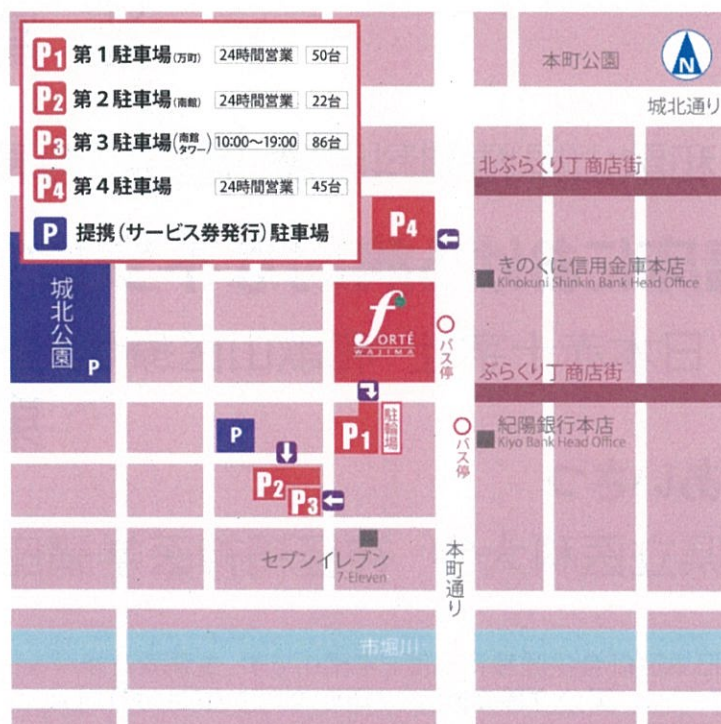 P1 第1駐車場(万町) 24時間営業 50台
P2 第2駐車場(南館) 24時間営業 22台
P3 第3駐車場(南館タワー) 10:00〜19:00 86台
P4 第4駐車場 24時間営業 45台
P 提携(サービス券発行)駐車場
本町公園
N
城北通り
北ぶらくり丁商店街
P4
きのくに信用金庫本店
Kinokuni Shinkin Bank Head Office
城北公園
P
fORTÉ
WAJIMA
バス停
ぶらくり丁商店街
P1
駐輪場
P
バス停
紀陽銀行本店
Kiyo Bank Head Office
P2
P3
セブンイレブン
7-Eleven
本町通り
市堀川